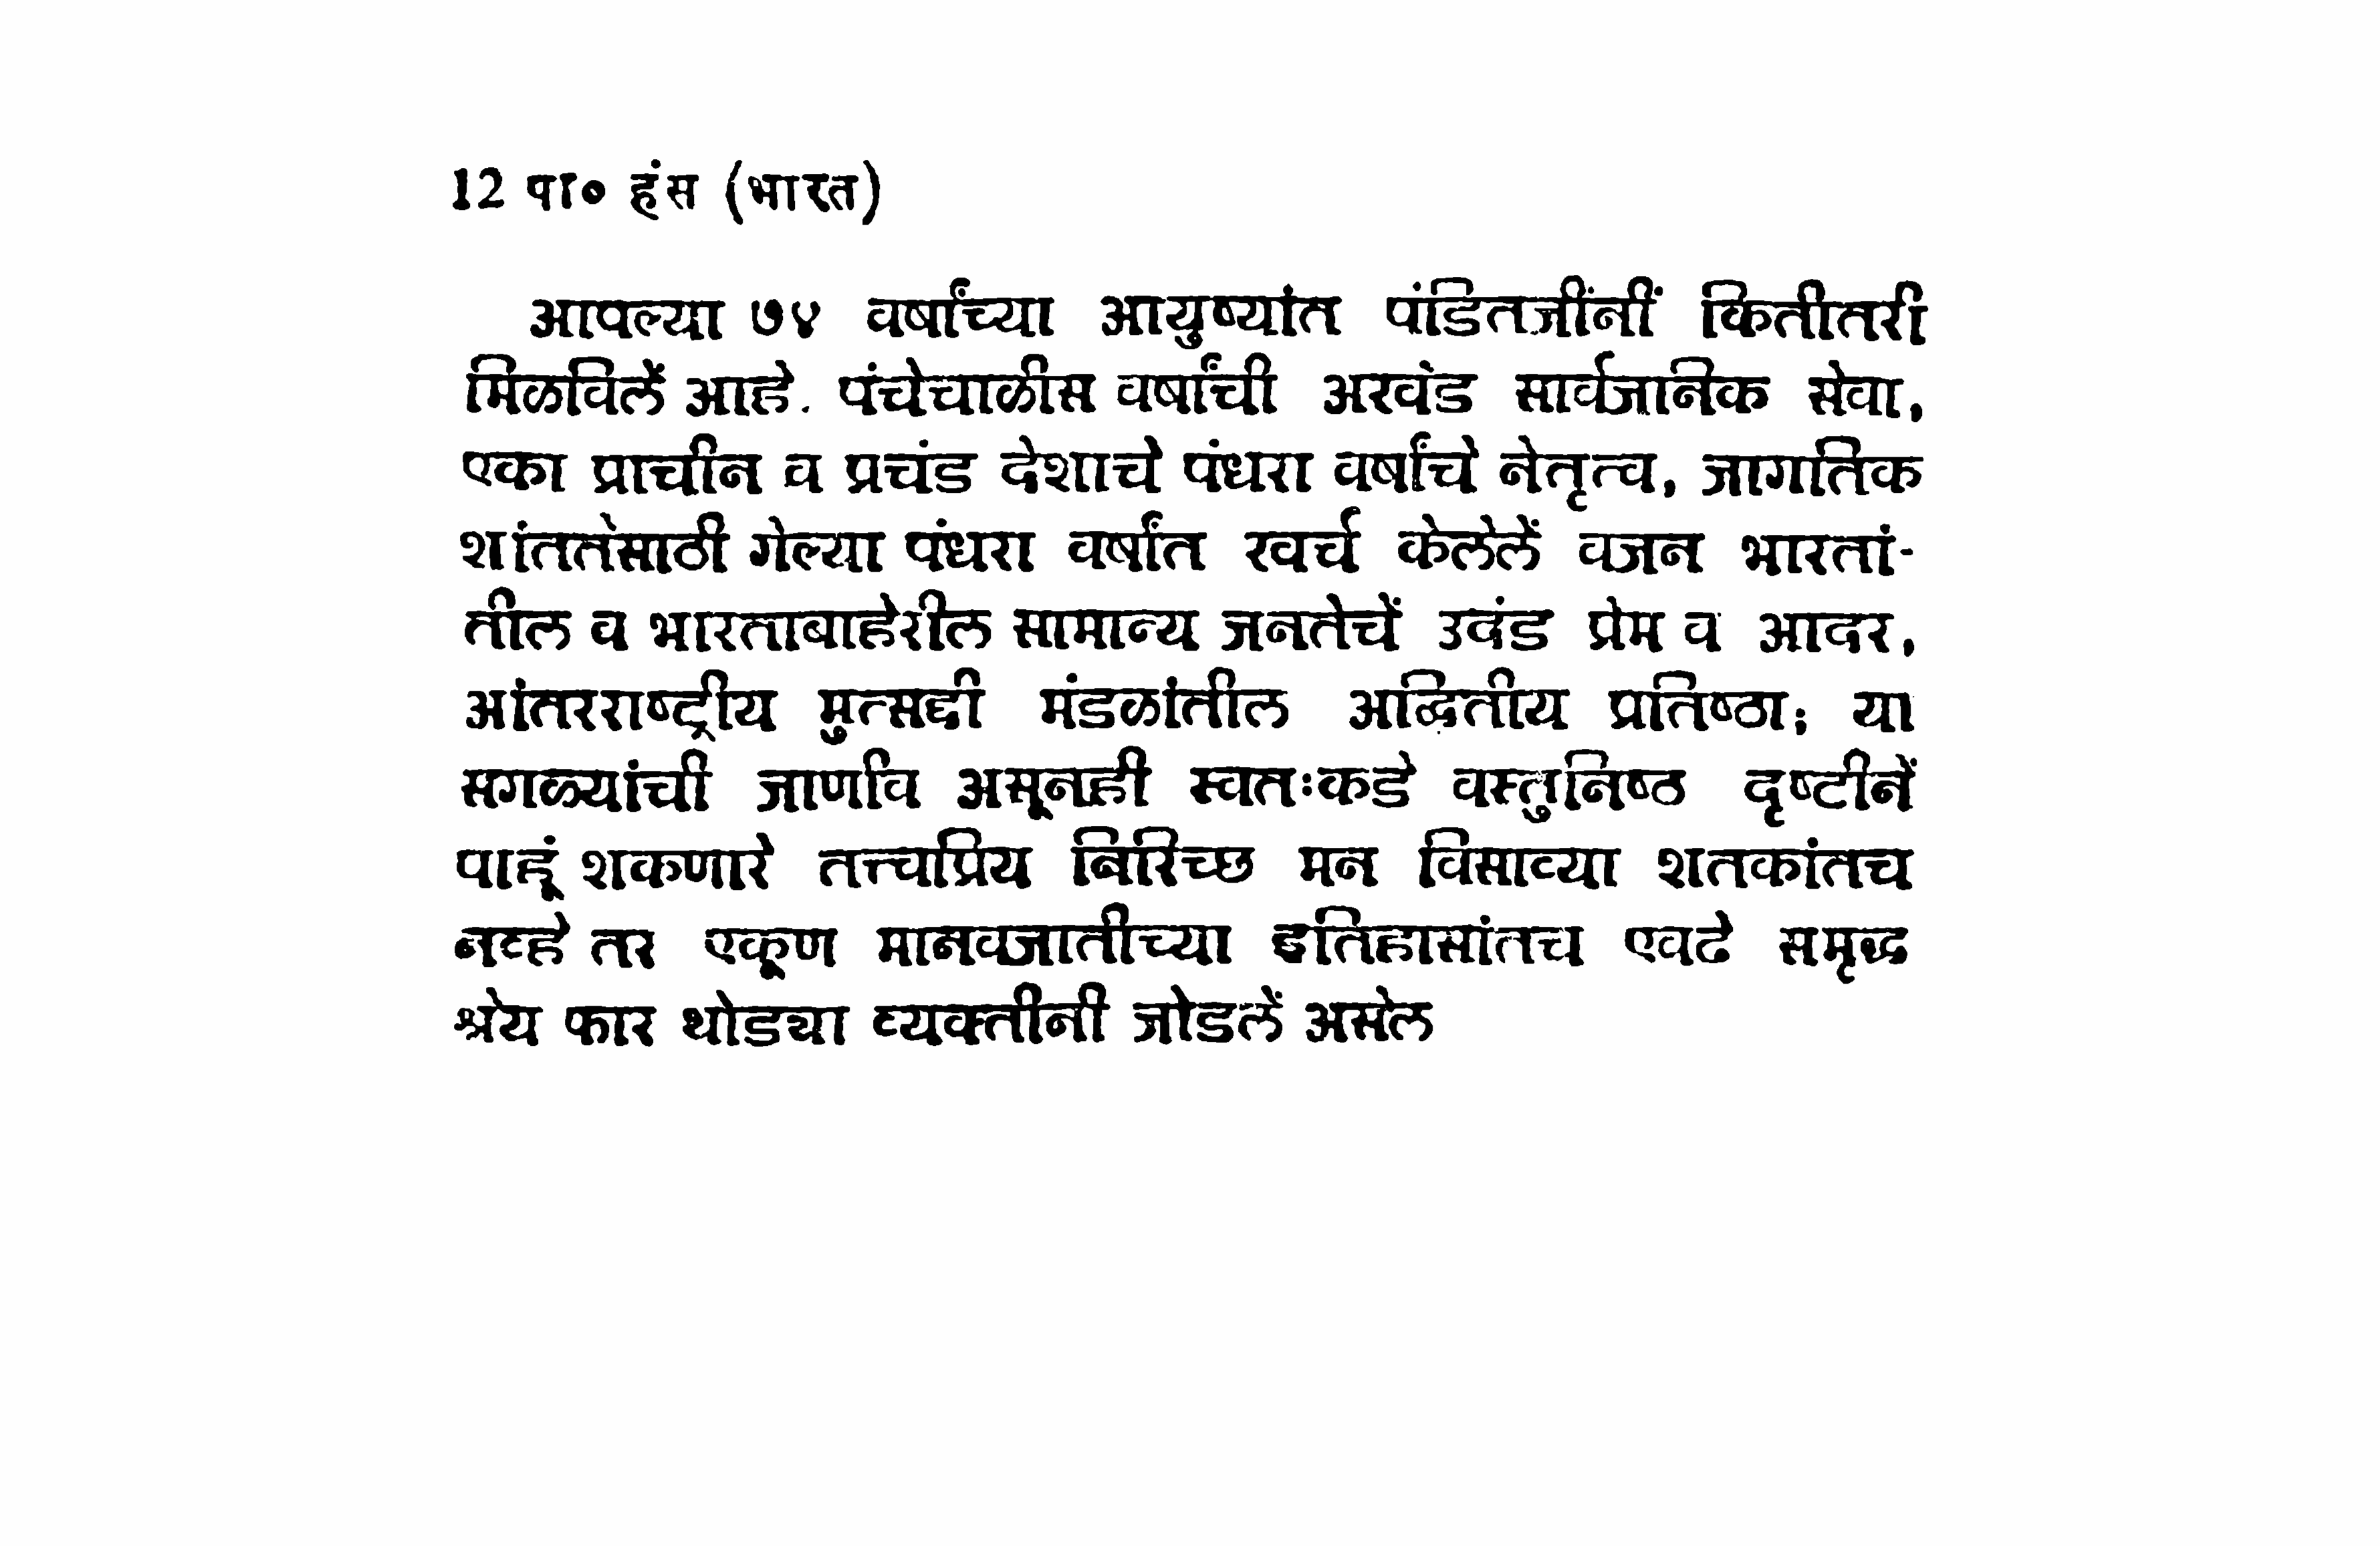 12 पा० हंस (भारत)
आपल्या ७४ वर्षांच्या आयुष्यांत पंडितजींनीं कितीतरी
मिळविलें आहे. पंचेचाळीस वर्षांची अखंड सार्वजनिक सेवा,
एका प्राचीन व प्रचंड देशाचें पंधरा वर्षांचे नेतृत्व, जागतिक
शांततेसाठी गेल्या पंधरा वर्षांत खर्च केलेलें वजन भारतां-
तील व भारताबाहेरील सामान्य जनतेचें उदंड प्रेम व आदर,
आंतरराष्ट्रीय मुत्सद्दी मंडळांतील अद्वितीय प्रतिष्ठा; या
सगळ्यांची जाणीव असूनही स्वतःकडे वस्तुनिष्ठ दृष्टीनें
पाहूं शकणारे तत्त्वप्रिय निरिच्छ मन विसाव्या शतकांतच
नव्हे तर एकूण मानवजातीच्या इतिहासांतच एवढे समृद्ध
श्रेय फार थोड्या व्यक्तीनी जोडलें असेल